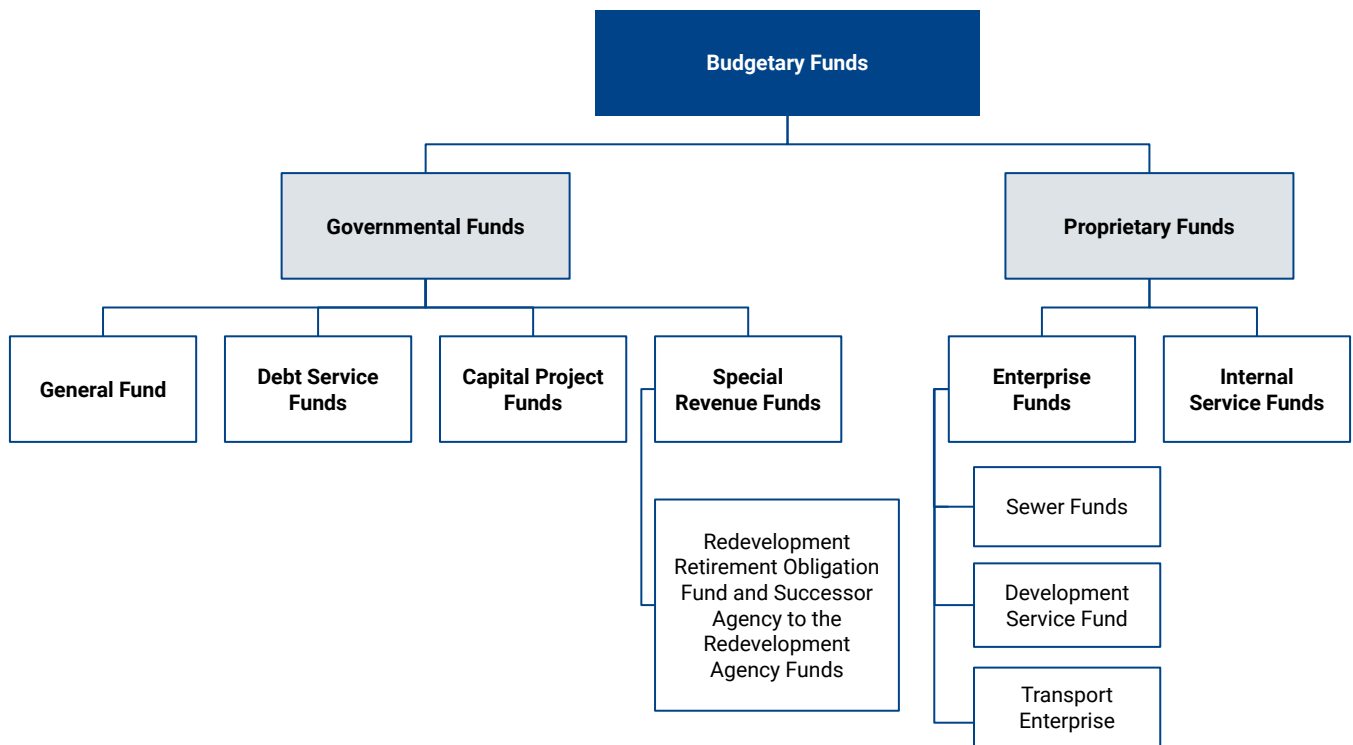 Budgetary Funds
Governmental Funds
Proprietary Funds
General Fund
Debt Service
Funds
Capital Project
Funds
Special
Revenue Funds
Enterprise
Funds
Internal
Service Funds
Redevelopment
Retirement Obligation
Fund and Successor
Agency to the
Redevelopment
Agency Funds
Sewer Funds
Development
Service Fund
Transport
Enterprise